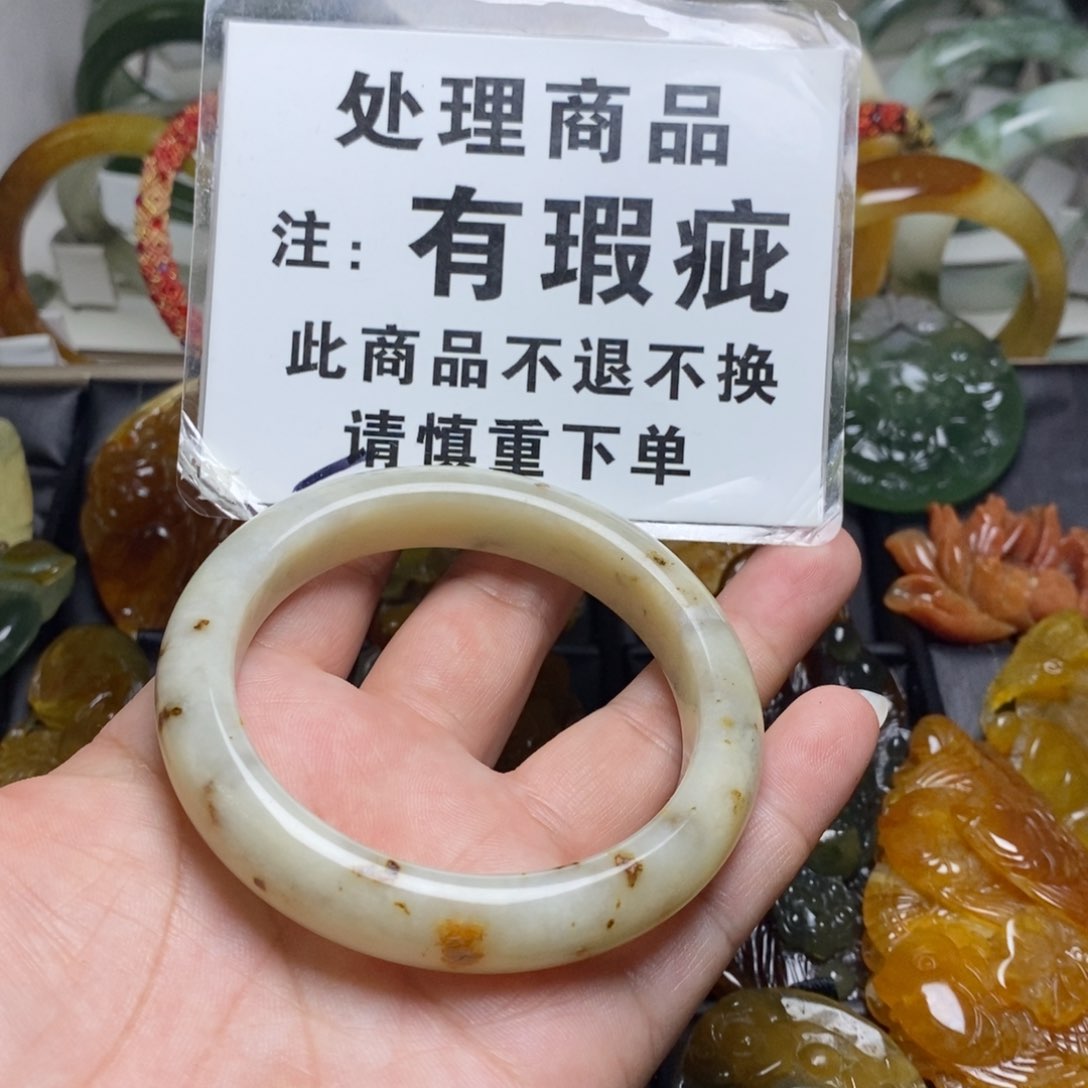 处理商品
注：有瑕疵
此商品不退不换
请慎重下单